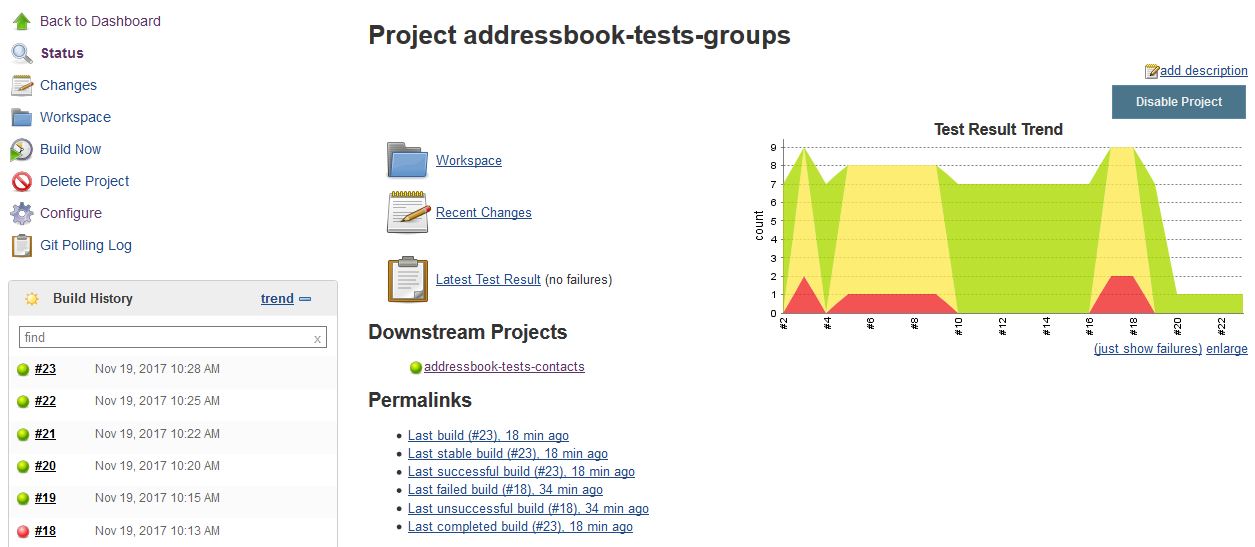 Back to Dashboard
Status
Changes
Workspace
Build Now
Delete Project
Configure
Git Polling Log
Build History trend
find x
#23 Nov 19, 2017 10:28 AM
#22 Nov 19, 2017 10:25 AM
#21 Nov 19, 2017 10:22 AM
#20 Nov 19, 2017 10:20 AM
#19 Nov 19, 2017 10:15 AM
#18 Nov 19, 2017 10:13 AM
Project addressbook-tests-groups
add description
Disable Project
Workspace
Recent Changes
Latest Test Result (no failures)
Test Result Trend
count
9
8
7
6
5
4
3
2
1
0
#2 #4 #6 #8 #10 #12 #14 #16 #18 #20 #22
(just show failures) enlarge
Downstream Projects
addressbook-tests-contacts
Permalinks
Last build (#23), 18 min ago
Last stable build (#23), 18 min ago
Last successful build (#23), 18 min ago
Last failed build (#18), 34 min ago
Last unsuccessful build (#18), 34 min ago
Last completed build (#23), 18 min ago